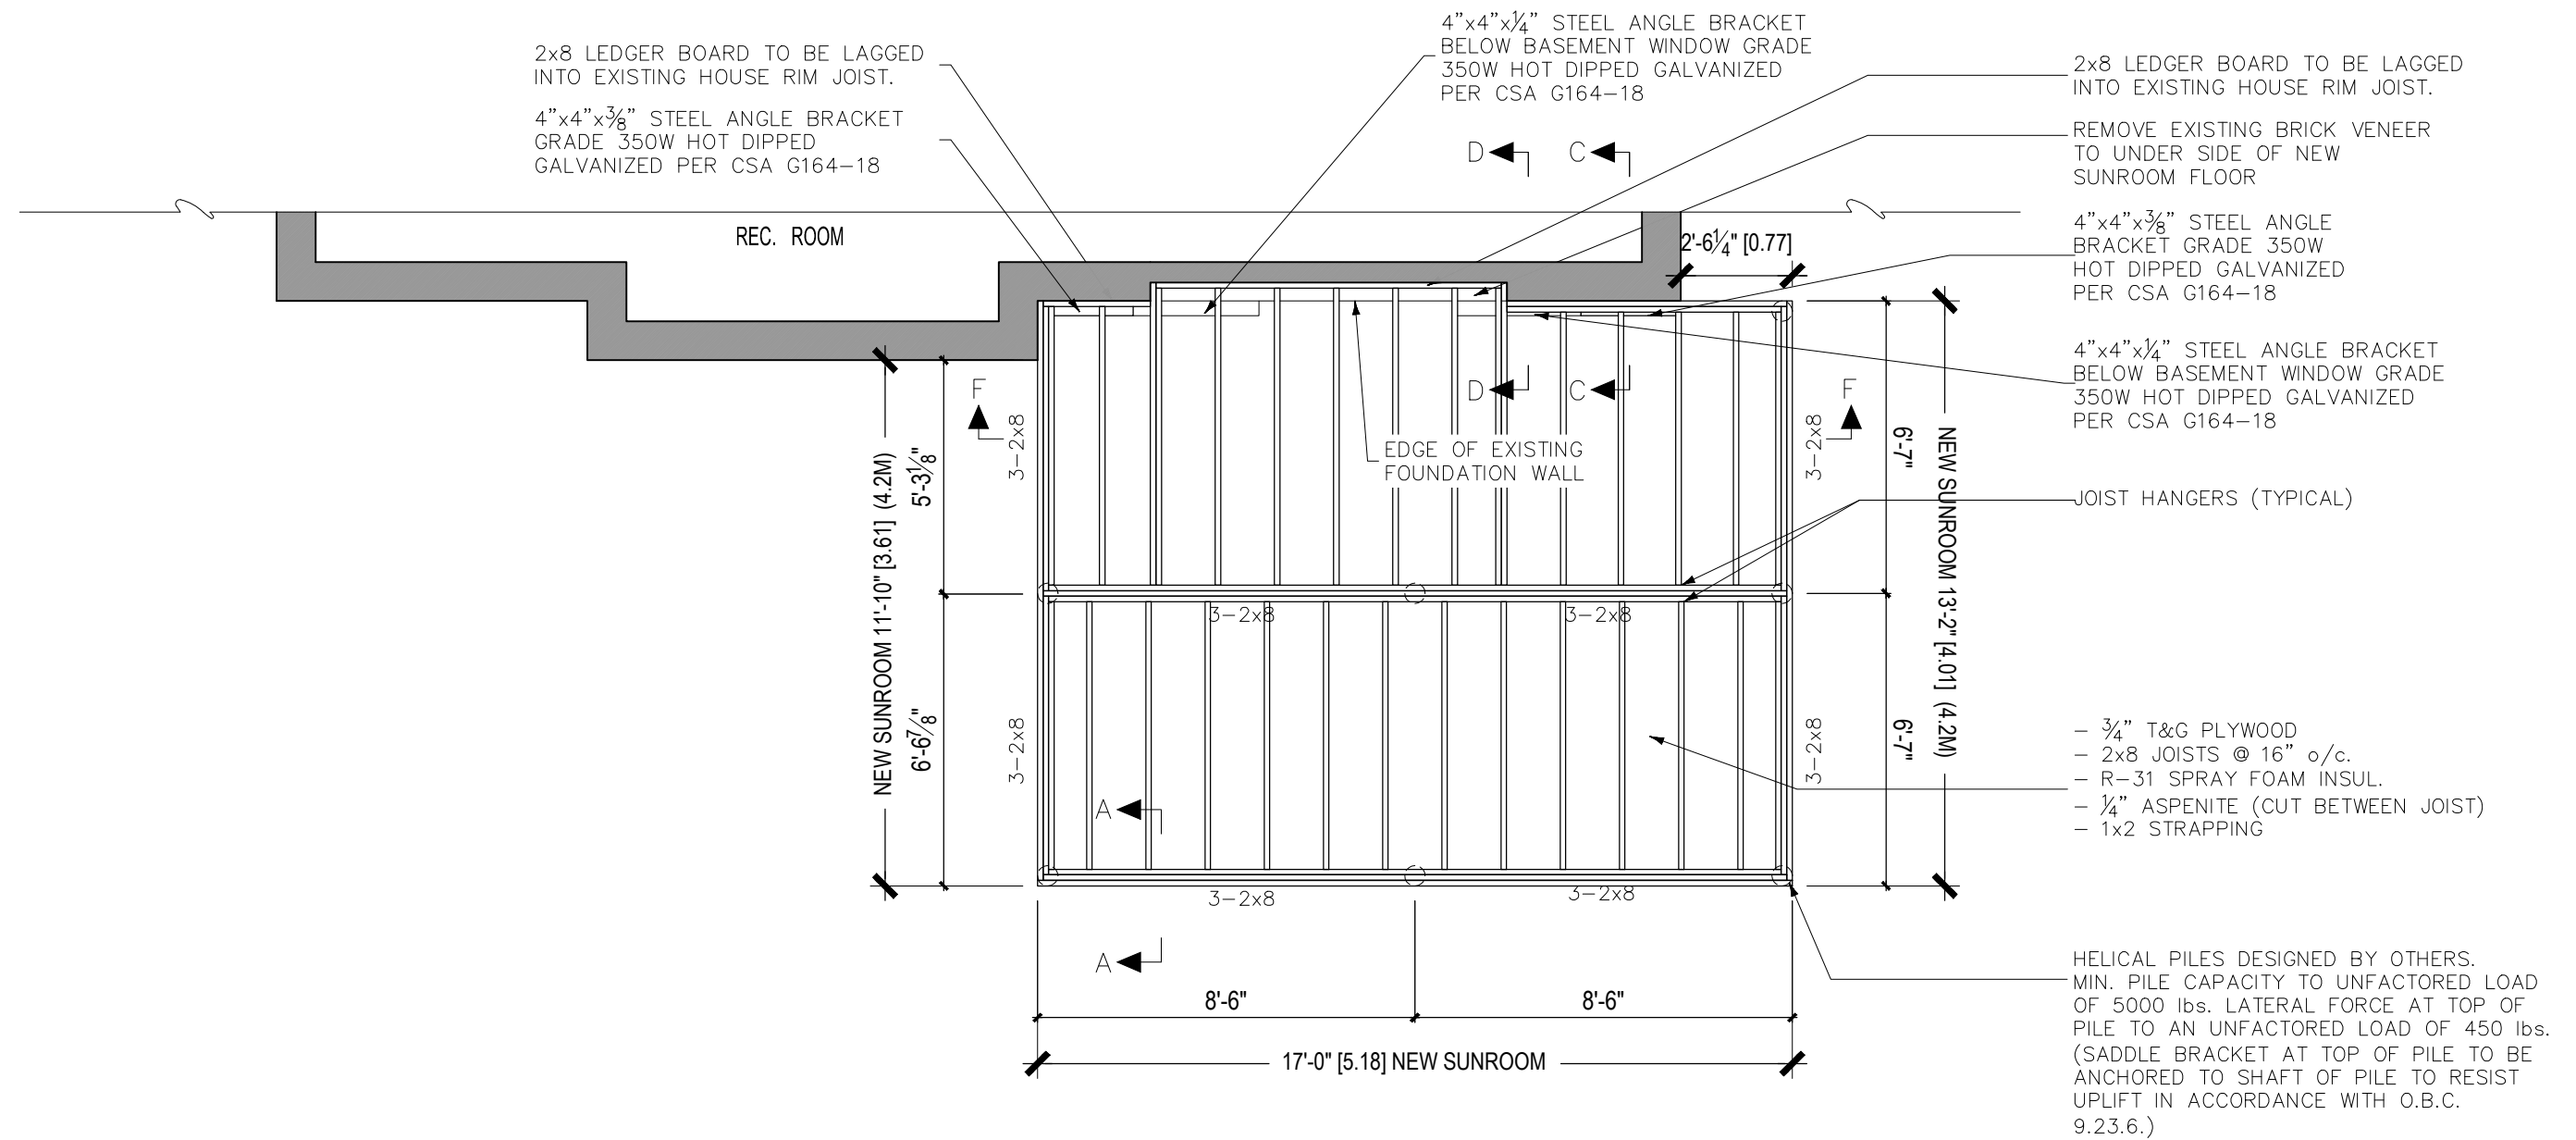 2x8 LEDGER BOARD TO BE LAGGED
INTO EXISTING HOUSE RIM JOIST.
4"x4"x3/8" STEEL ANGLE BRACKET
GRADE 350W HOT DIPPED
GALVANIZED PER CSA G164-18
4"x4"x1/4" STEEL ANGLE BRACKET
BELOW BASEMENT WINDOW GRADE
350W HOT DIPPED GALVANIZED
PER CSA G164-18
2x8 LEDGER BOARD TO BE LAGGED
INTO EXISTING HOUSE RIM JOIST.
REMOVE EXISTING BRICK VENEER
TO UNDER SIDE OF NEW
SUNROOM FLOOR
4"x4"x3/8" STEEL ANGLE
BRACKET GRADE 350W
HOT DIPPED GALVANIZED
PER CSA G164-18
4"x4"x1/4" STEEL ANGLE BRACKET
BELOW BASEMENT WINDOW GRADE
350W HOT DIPPED GALVANIZED
PER CSA G164-18
D
C
REC. ROOM
2'-6 1/4" [0.77]
D
C
F
F
3-2x8
3-2x8
EDGE OF EXISTING
FOUNDATION WALL
NEW SUNROOM 11'-10" [3.61] (4.2M)
5'-3 1/8"
6'-6 7/8"
6'-7"
6'-7"
NEW SUNROOM 13'-2" [4.01] (4.2M)
JOIST HANGERS (TYPICAL)
3-2x8
3-2x8
3-2x8
3-2x8
- 3/4" T&G PLYWOOD
- 2x8 JOISTS @ 16" o/c.
- R-31 SPRAY FOAM INSUL.
- 1/4" ASPENITE (CUT BETWEEN JOIST)
- 1x2 STRAPPING
A
3-2x8
3-2x8
A
8'-6"
8'-6"
17'-0" [5.18] NEW SUNROOM
HELICAL PILES DESIGNED BY OTHERS.
MIN. PILE CAPACITY TO UNFACTORED LOAD
OF 5000 lbs. LATERAL FORCE AT TOP OF
PILE TO AN UNFACTORED LOAD OF 450 lbs.
(SADDLE BRACKET AT TOP OF PILE TO BE
ANCHORED TO SHAFT OF PILE TO RESIST
UPLIFT IN ACCORDANCE WITH O.B.C.
9.23.6.)